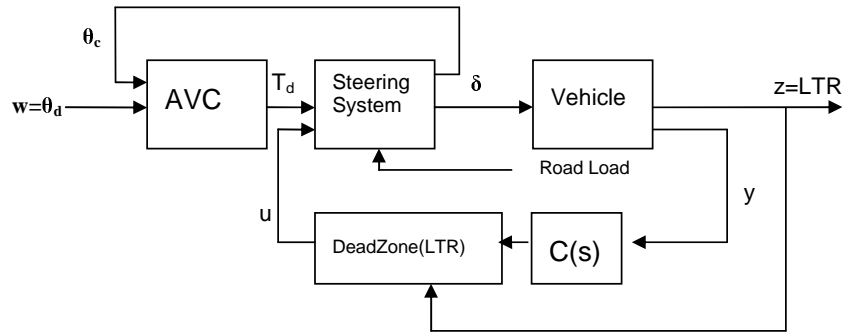 θc
AVC
Td
Steering
System
δ
Vehicle
z=LTR
w=θd
Road Load
u
y
DeadZone(LTR)
C(s)